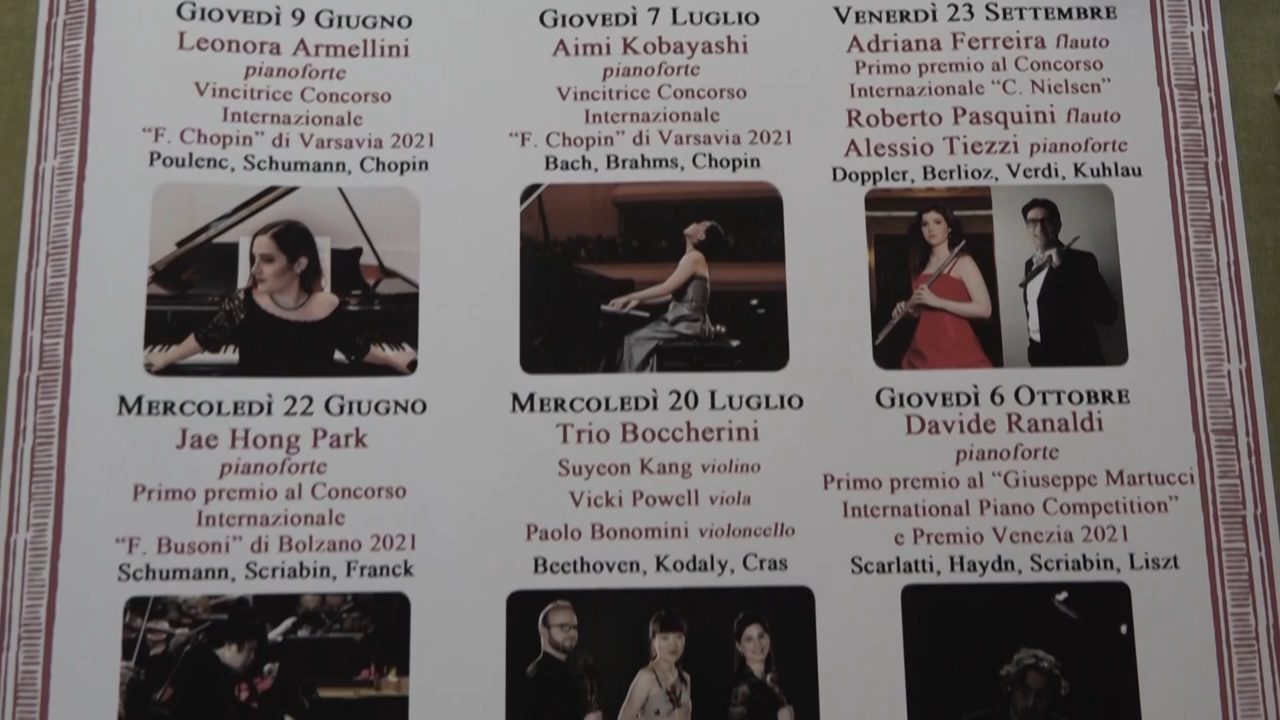 GIOVEDÌ 9 GIUGNO
Leonora Armellini
pianoforte
Vincitrice Concorso
Internazionale
“F. Chopin” di Varsavia 2021
Poulenc, Schumann, Chopin
MERCOLEDÌ 22 GIUGNO
Jae Hong Park
pianoforte
Primo premio al Concorso
Internazionale
“F. Busoni” di Bolzano 2021
Schumann, Scriabin, Franck
GIOVEDÌ 7 LUGLIO
Aimi Kobayashi
pianoforte
Vincitrice Concorso
Internazionale
“F. Chopin” di Varsavia 2021
Bach, Brahms, Chopin
MERCOLEDÌ 20 LUGLIO
Trio Boccherini
Suyeon Kang violino
Vicki Powell viola
Paolo Bonomini violoncello
Beethoven, Kodaly, Cras
VENERDÌ 23 SETTEMBRE
Adriana Ferreira flauto
Primo premio al Concorso
Internazionale “C. Nielsen”
Roberto Pasquini flauto
Alessio Tiezzi pianoforte
Doppler, Berlioz, Verdi, Kuhlau
GIOVEDÌ 6 OTTOBRE
Davide Ranaldi
pianoforte
Primo premio al “Giuseppe Martucci
International Piano Competition”
e Premio Venezia 2021
Scarlatti, Haydn, Scriabin, Liszt